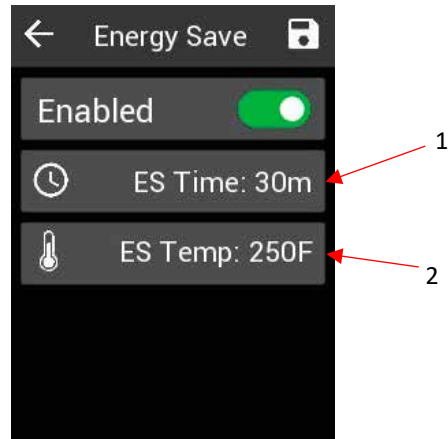 Energy Save
Enabled
1
ES Time: 30m
ES Temp: 250F
2